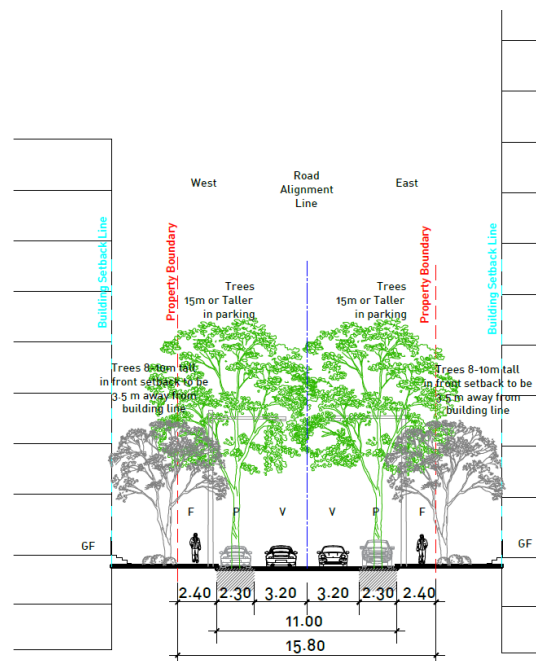 West
Road
Alignment
Line
East
Building Setback Line
Property Boundary
Property Boundary
Building Setback Line
Trees
15m or Taller
in parking
Trees
15m or Taller
in parking
Trees 8-10m tall
in front setback to be
3.5 m away from
building line
Trees 8-10m tall
in front setback to be
3.5 m away from
building line
F P V V P F
GF GF
2.40 2.30 3.20 3.20 2.30 2.40
11.00
15.80